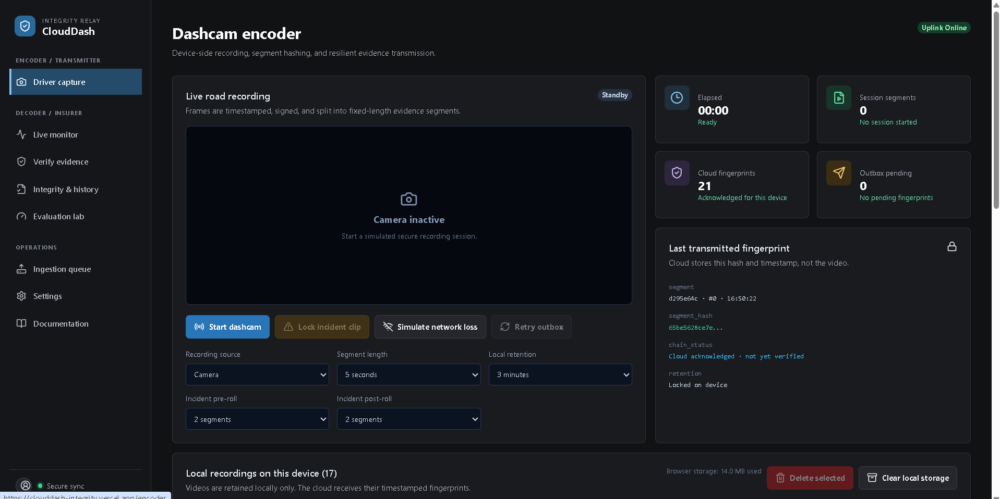 INTEGRITY RELAY
CloudDash
ENCODER / TRANSMITTER
Driver capture
DECODER / INSURER
Live monitor
Verify evidence
Integrity & history
Evaluation lab
OPERATIONS
Ingestion queue
Settings
Documentation
Secure sync
https://clouddash-integrity.vercel.app/encoder
Dashcam encoder
Device-side recording, segment hashing, and resilient evidence transmission.
Uplink Online
Live road recording
Standby
Frames are timestamped, signed, and split into fixed-length evidence segments.
Camera inactive
Start a simulated secure recording session.
Start dashcam
Lock incident clip
Simulate network loss
Retry outbox
Recording source
Segment length
Local retention
Camera
5 seconds
3 minutes
Incident pre-roll
Incident post-roll
2 segments
2 segments
Elapsed
00:00
Ready
Session segments
0
No session started
Cloud fingerprints
21
Acknowledged for this device
Outbox pending
0
No pending fingerprints
Last transmitted fingerprint
Cloud stores this hash and timestamp, not the video.
segment
d295e64c · #0 · 16:50:22
segment_hash
65be5628ce7e...
chain_status
Cloud acknowledged · not yet verified
retention
Locked on device
Local recordings on this device (17)
Videos are retained locally only. The cloud receives their timestamped fingerprints.
Browser storage: 14.0 MB used
Delete selected
Clear local storage